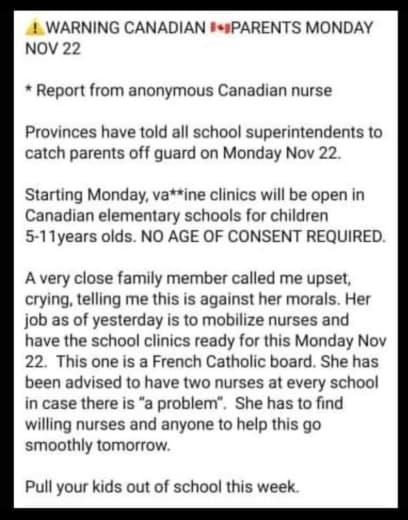 ⚠️WARNING CANADIAN 🇨🇦PARENTS MONDAY
NOV 22
* Report from anonymous Canadian nurse
Provinces have told all school superintendents to
catch parents off guard on Monday Nov 22.
Starting Monday, va**ine clinics will be open in
Canadian elementary schools for children
5-11years olds. NO AGE OF CONSENT REQUIRED.
A very close family member called me upset,
crying, telling me this is against her morals. Her
job as of yesterday is to mobilize nurses and
have the school clinics ready for this Monday Nov
22.  This one is a French Catholic board. She has
been advised to have two nurses at every school
in case there is "a problem".  She has to find
willing nurses and anyone to help this go
smoothly tomorrow.
Pull your kids out of school this week.